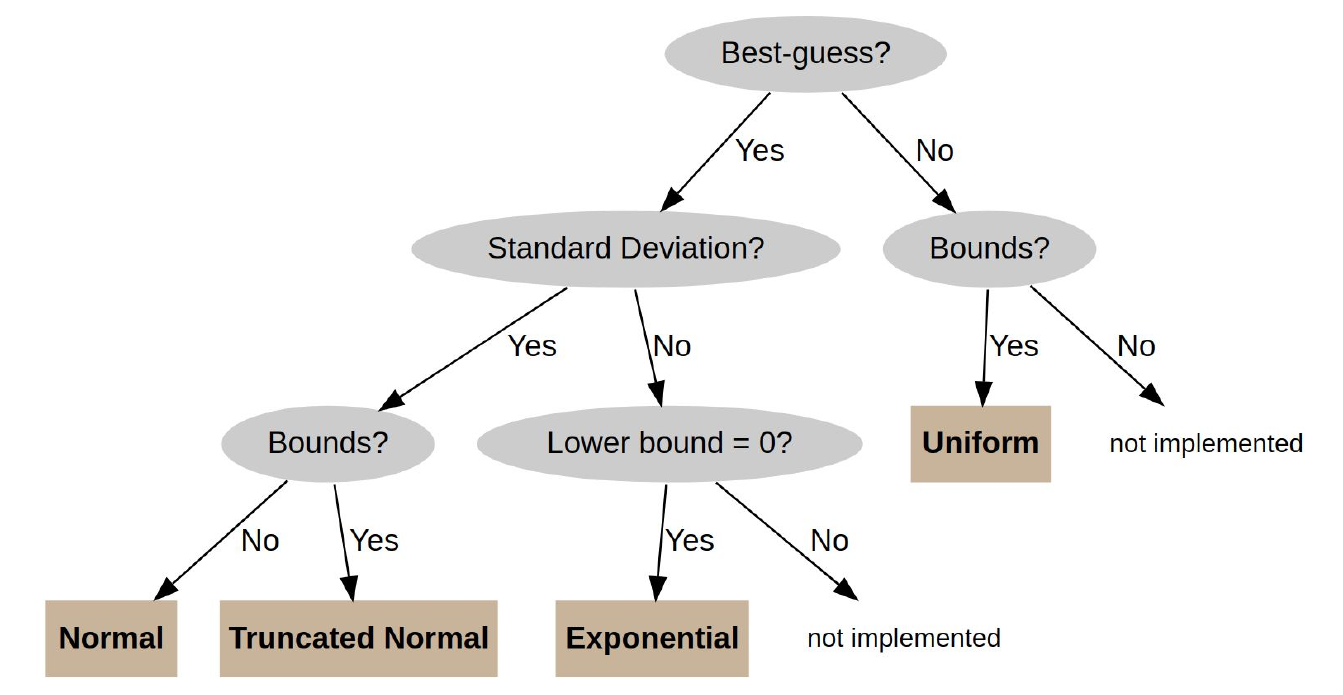 Best-guess?
Yes
No
Standard Deviation?
Bounds?
Yes
No
Yes
No
Bounds?
Lower bound = 0?
Uniform
not implemented
No
Yes
Yes
No
Normal
Truncated Normal
Exponential
not implemented